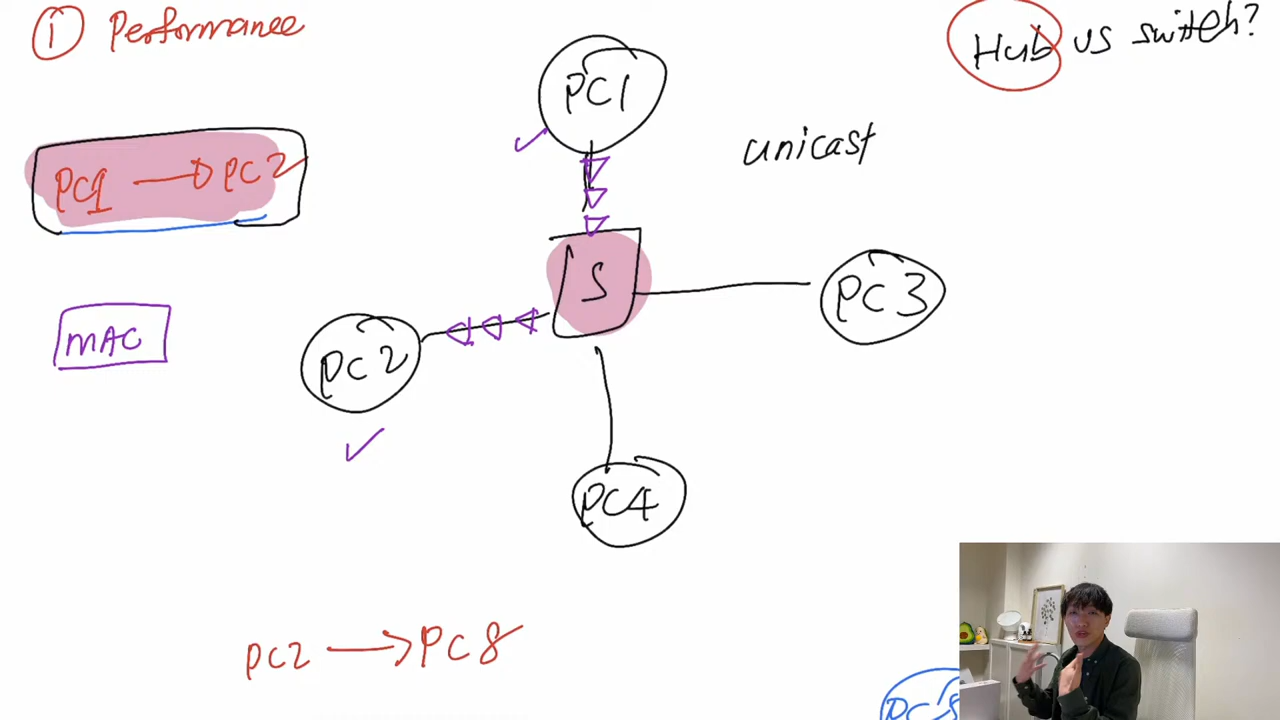 ① Performance
Hub vs switch?
PC1
unicast
PC1 → PC2
S
PC3
MAC
PC2
PC4
PC2 → PC8